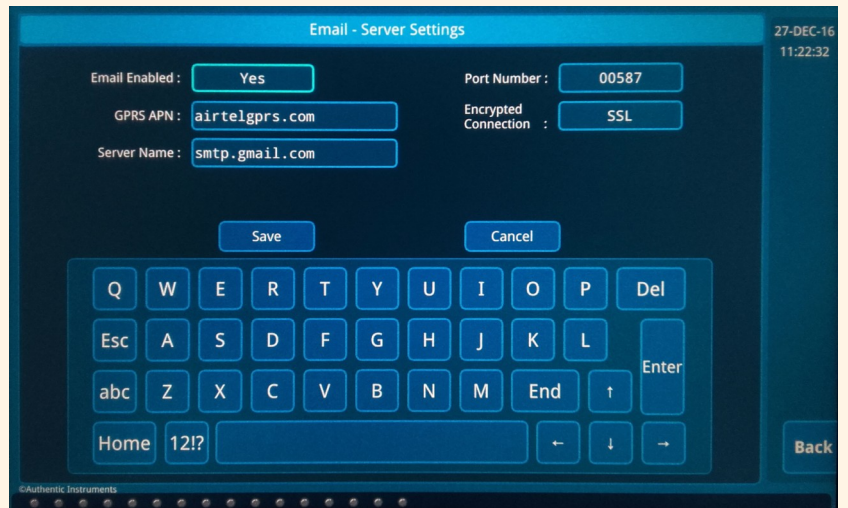 Email - Server Settings
27-DEC-16
11:22:32
Email Enabled : Yes
Port Number : 00587
GPRS APN : airtelgprs.com
Encrypted
Connection : SSL
Server Name : smtp.gmail.com
Save Cancel
Q W E R T Y U I O P Del
Esc A S D F G H J K L
Enter
abc Z X C V B N M End ↑
Home 12!? ← ↓ →
Back
©Authentic Instruments